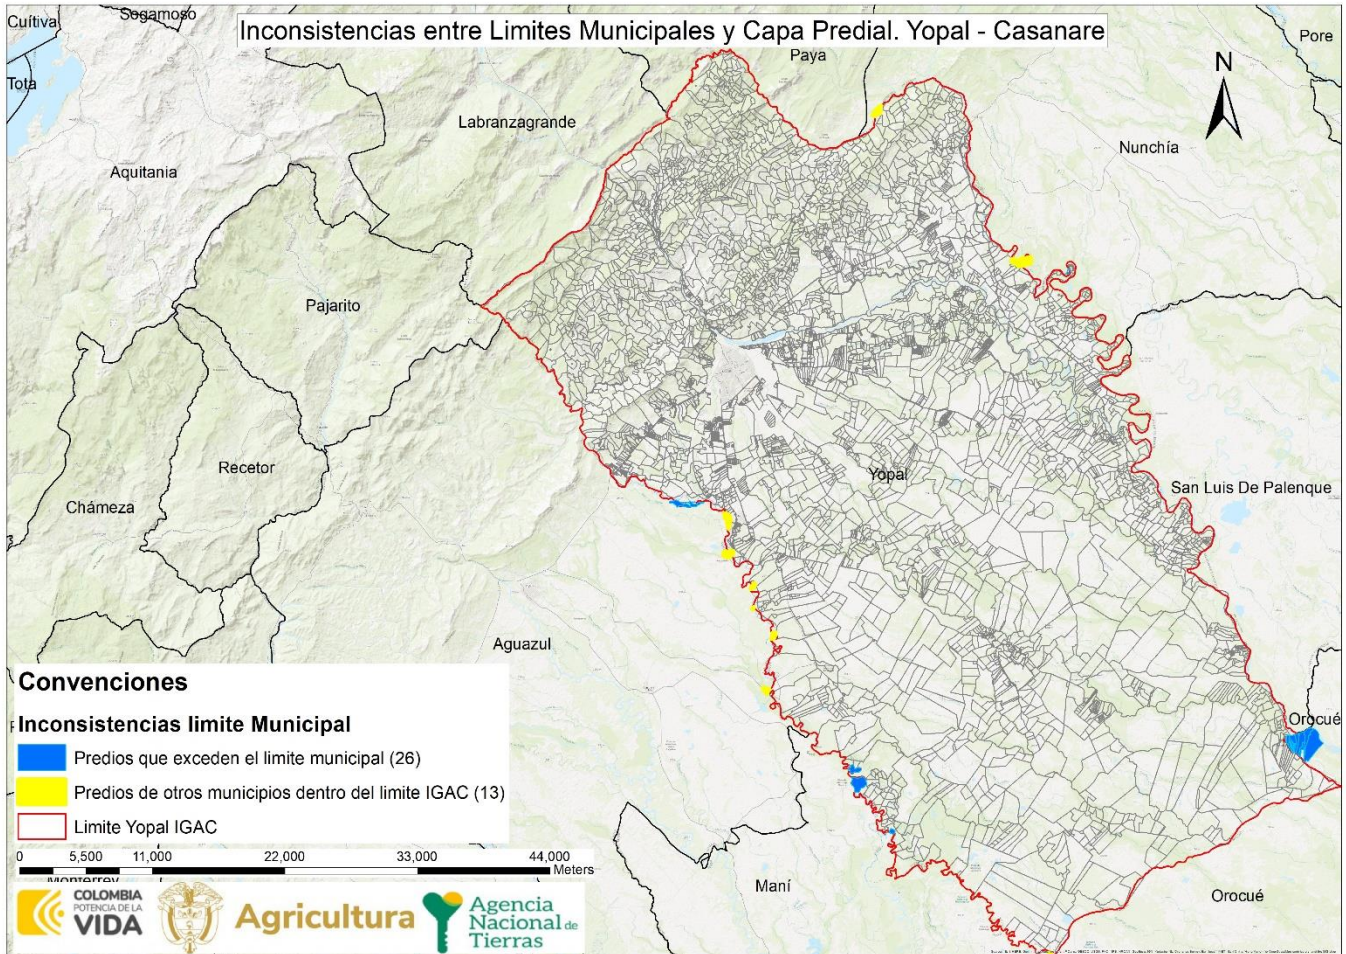 Inconsistencias entre Limites Municipales y Capa Predial. Yopal - Casanare
Cuítiva
Sogamoso
Pore
Paya
N
Tota
Labranzagrande
Nunchía
Aquitania
Pajarito
Recetor
Yopal
San Luis De Palenque
Chámeza
Aguazul
Orocué
Maní
Orocué
Convenciones
Inconsistencias limite Municipal
Predios que exceden el limite municipal (26)
Predios de otros municipios dentro del limite IGAC (13)
Limite Yopal IGAC
0 5,500 11,000 22,000 33,000 44,000
Meters
Monterrey
COLOMBIA
POTENCIA DE LA
VIDA
Agricultura
Agencia
Nacional de
Tierras